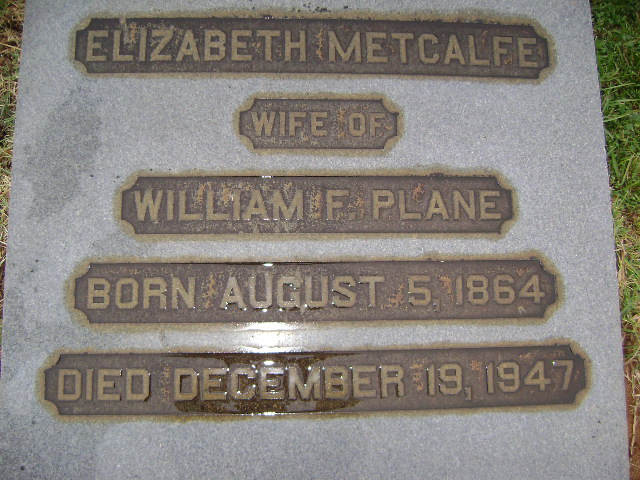 ELIZABETH METCALFE
WIFE OF
WILLIAM F. PLANE
BORN AUGUST 5, 1864
DIED DECEMBER 19, 1947